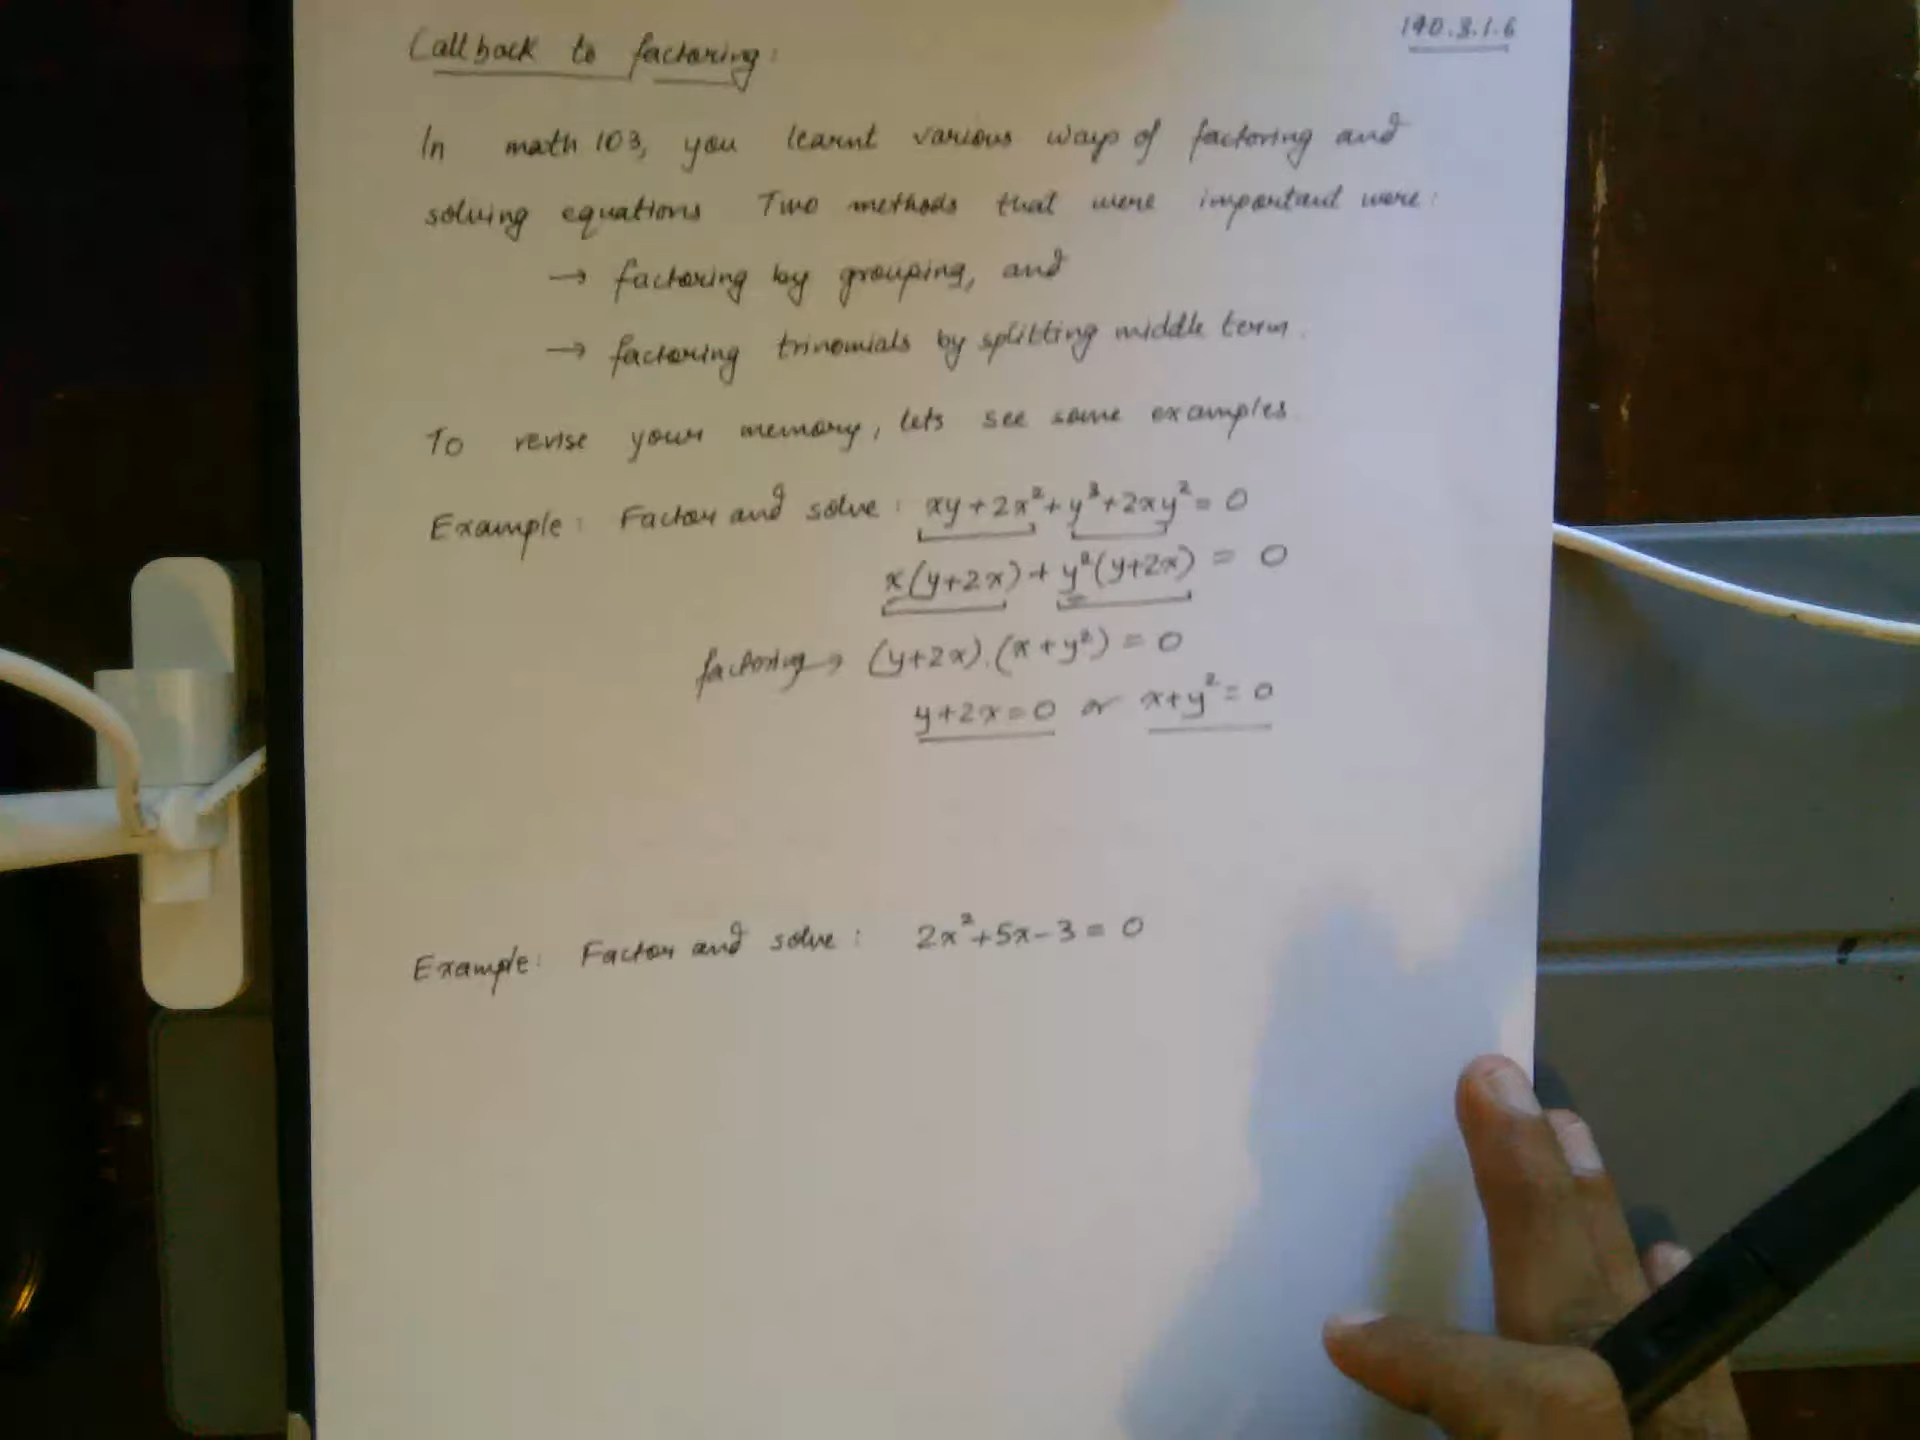 Callback to factoring:
140.3.1.6
In math 103, you learnt various ways of factoring and
solving equations Two methods that were important were:
→ factoring by grouping, and
→ factoring trinomials by splitting middle term.
To revise your memory, lets see some examples.
Example: Factor and solve: xy+2x²+y³+2xy²=0
x(y+2x)+y²(y+2x) = 0
factoring→ (y+2x).(x+y²)=0
y+2x=0 or x+y²=0
Example: Factor and solve: 2x²+5x-3=0